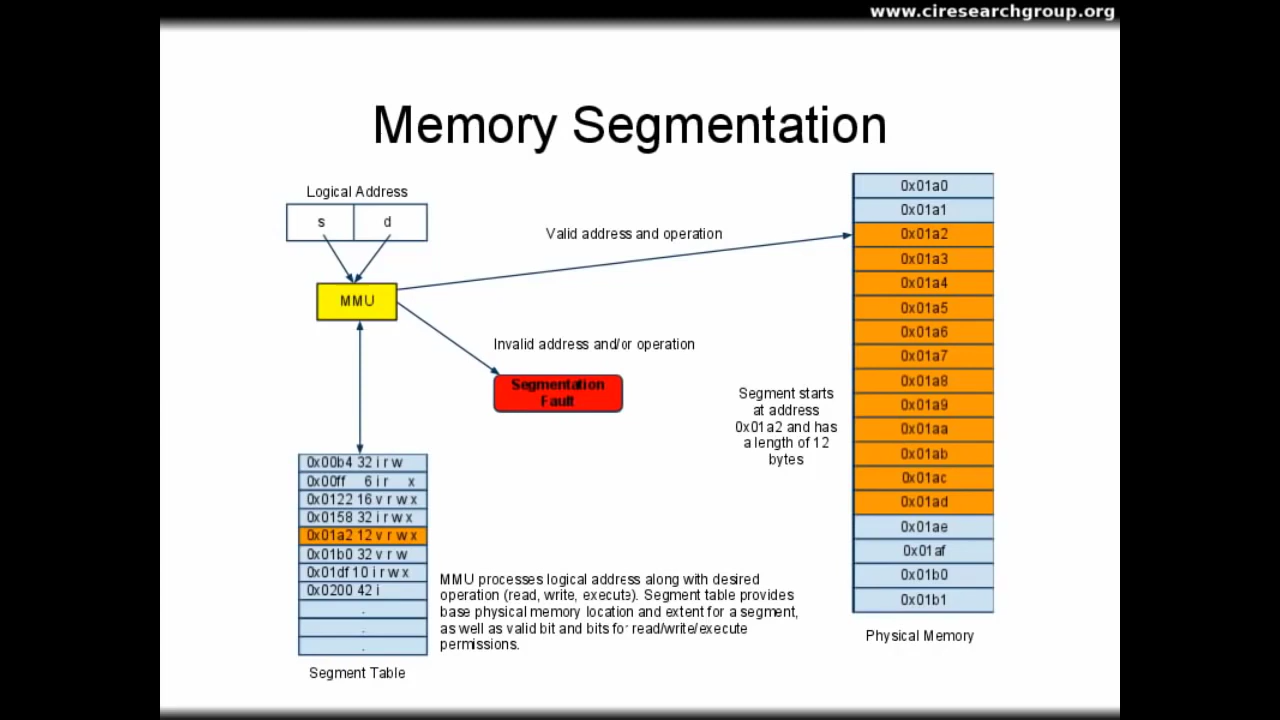 www.ciresearchgroup.org
Memory Segmentation
Logical Address
s d
MMU
Valid address and operation
Invalid address and/or operation
Segmentation
Fault
0x00b4 32 i r w
0x00ff 6 i r x
0x0122 16 v r w x
0x0158 32 i r w x
0x01a2 12 v r w x
0x01b0 32 v r w
0x01df 10 i r w x
0x0200 42 i
.
.
.
Segment Table
MMU processes logical address along with desired
operation (read, write, execute). Segment table provides
base physical memory location and extent for a segment,
as well as valid bit and bits for read/write/execute
permissions.
Segment starts
at address
0x01a2 and has
a length of 12
bytes
0x01a0
0x01a1
0x01a2
0x01a3
0x01a4
0x01a5
0x01a6
0x01a7
0x01a8
0x01a9
0x01aa
0x01ab
0x01ac
0x01ad
0x01ae
0x01af
0x01b0
0x01b1
Physical Memory